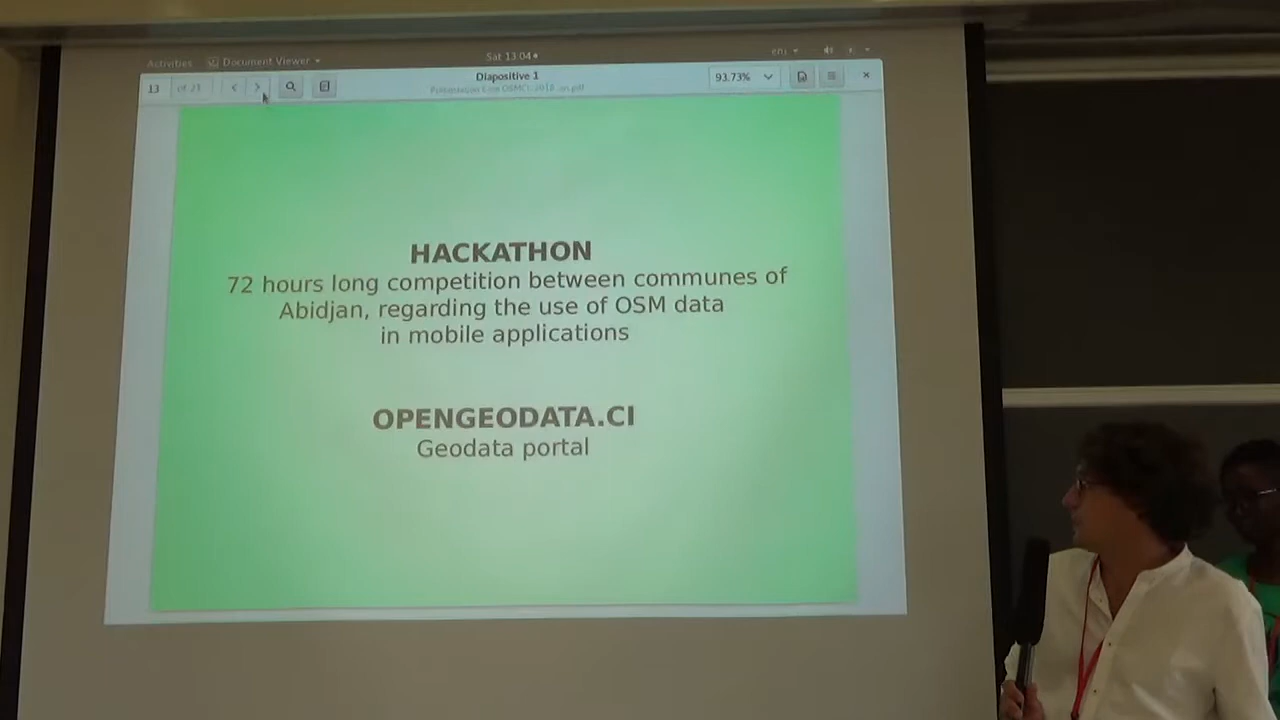 Activities Document Viewer Sat 13:04
13 of 21 Diapositive 1 93.73%
HACKATHON
72 hours long competition between communes of
Abidjan, regarding the use of OSM data
in mobile applications
OPENGEODATA.CI
Geodata portal